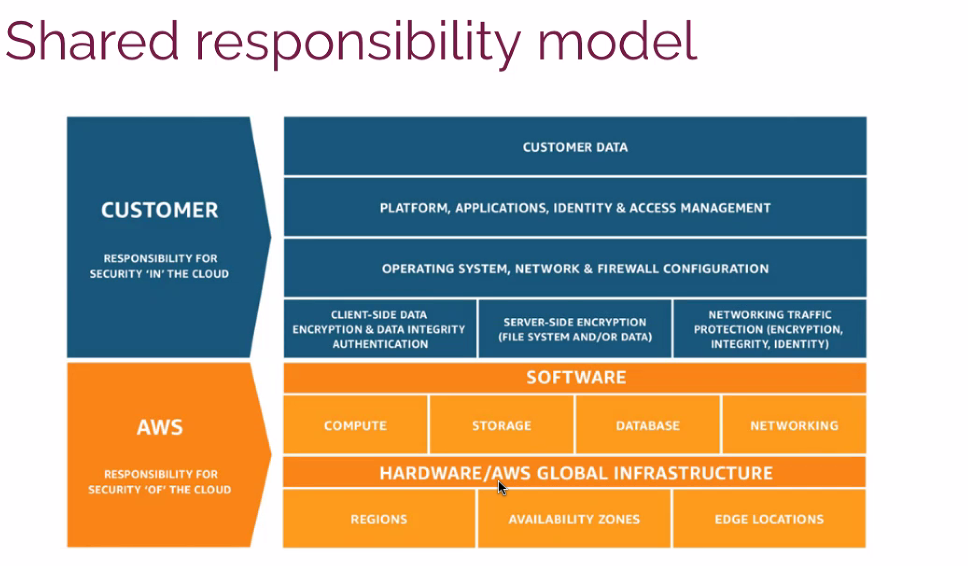 Shared responsibility model
CUSTOMER
RESPONSIBILITY FOR
SECURITY ‘IN’ THE CLOUD
CUSTOMER DATA
PLATFORM, APPLICATIONS, IDENTITY & ACCESS MANAGEMENT
OPERATING SYSTEM, NETWORK & FIREWALL CONFIGURATION
CLIENT-SIDE DATA
ENCRYPTION & DATA INTEGRITY
AUTHENTICATION
SERVER-SIDE ENCRYPTION
(FILE SYSTEM AND/OR DATA)
NETWORKING TRAFFIC
PROTECTION (ENCRYPTION,
INTEGRITY, IDENTITY)
AWS
RESPONSIBILITY FOR
SECURITY ‘OF’ THE CLOUD
SOFTWARE
COMPUTE
STORAGE
DATABASE
NETWORKING
HARDWARE/AWS GLOBAL INFRASTRUCTURE
REGIONS
AVAILABILITY ZONES
EDGE LOCATIONS